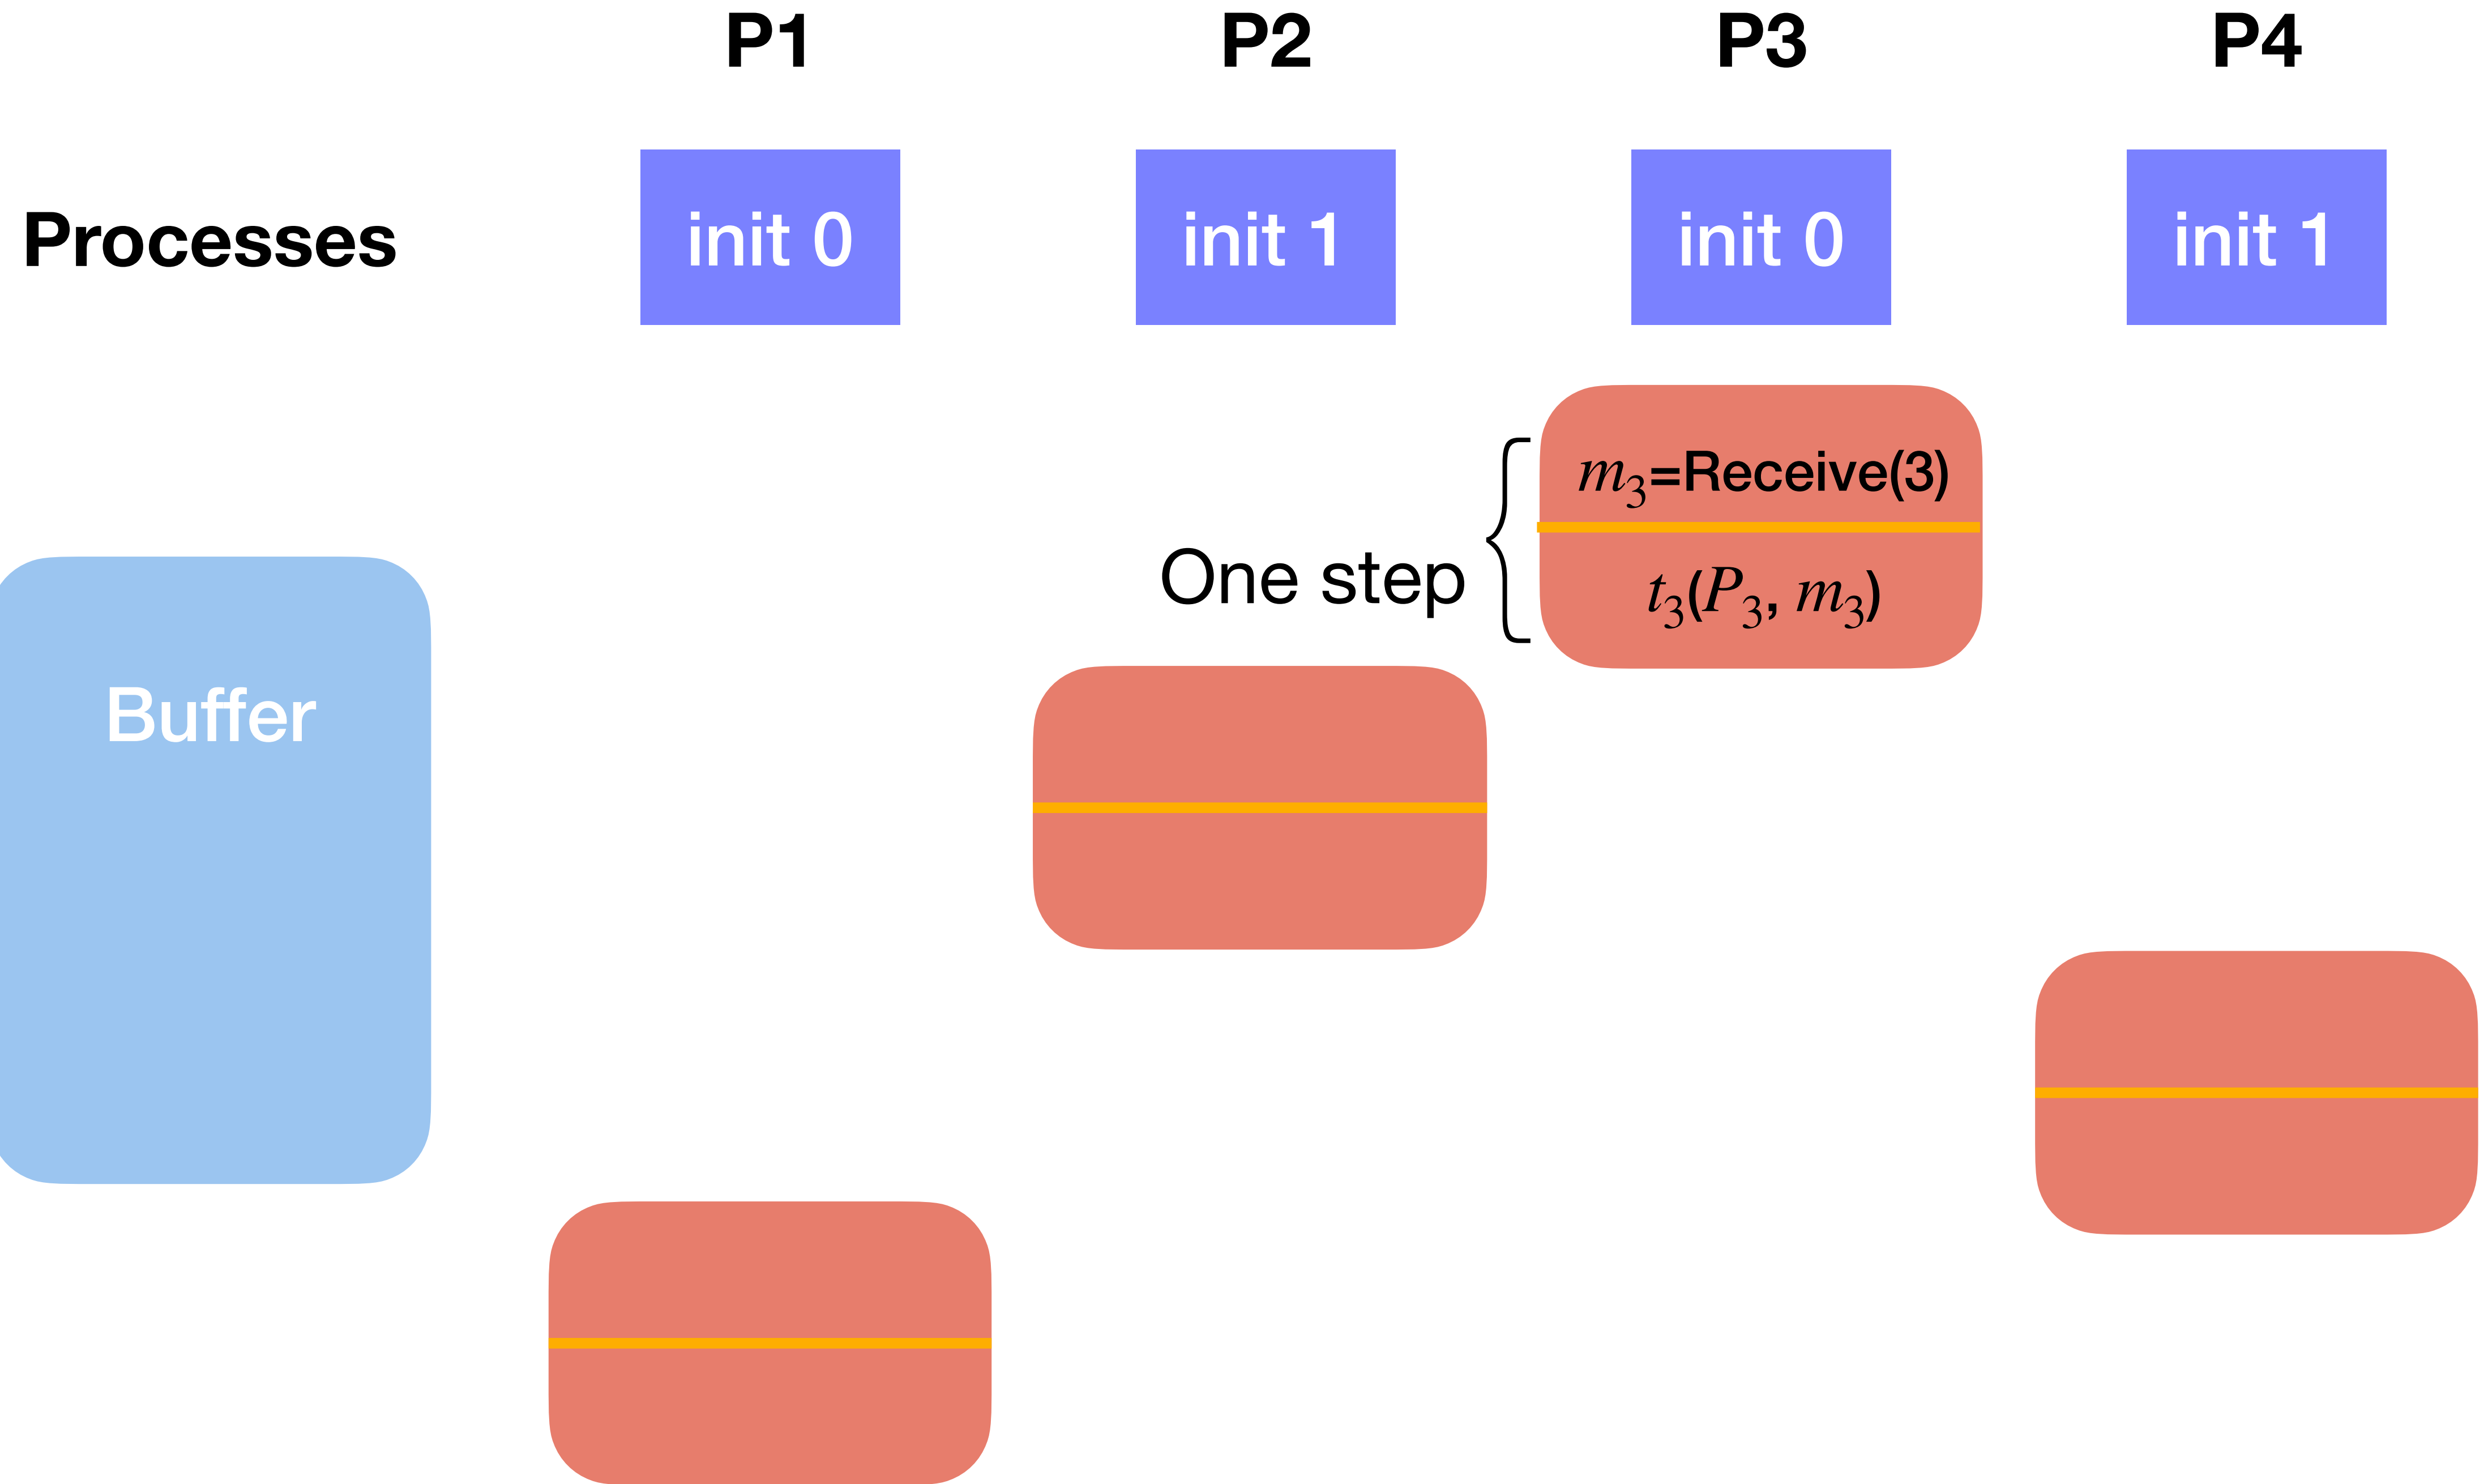 P1 P2 P3 P4
Processes init 0 init 1 init 0 init 1
m₃=Receive(3)
One step
t₃(P₃, m₃)
Buffer